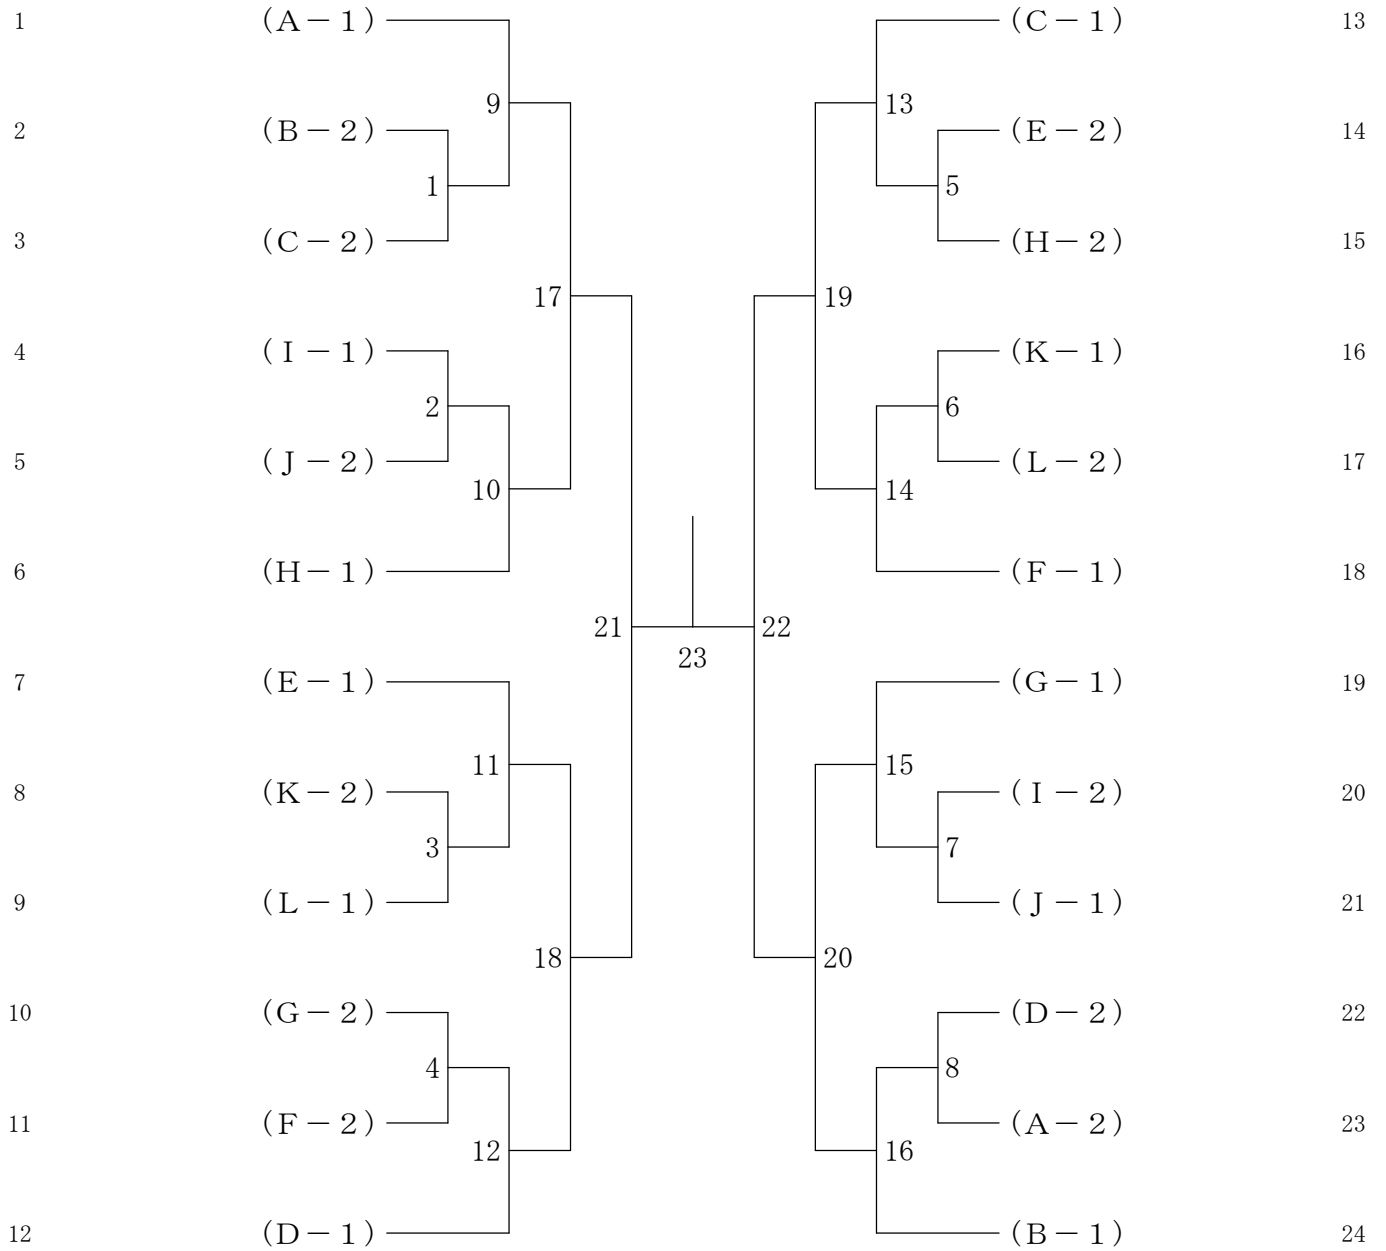 1 （A－1） （C－1） 13
9 13
2 （B－2） （E－2） 14
1 5
3 （C－2） （H－2） 15
17 19
4 （I－1） （K－1） 16
2 6
5 （J－2） （L－2） 17
10 14
6 （H－1） （F－1） 18
21 22
23
7 （E－1） （G－1） 19
11 15
8 （K－2） （I－2） 20
3 7
9 （L－1） （J－1） 21
18 20
10 （G－2） （D－2） 22
4 8
11 （F－2） （A－2） 23
12 16
12 （D－1） （B－1） 24